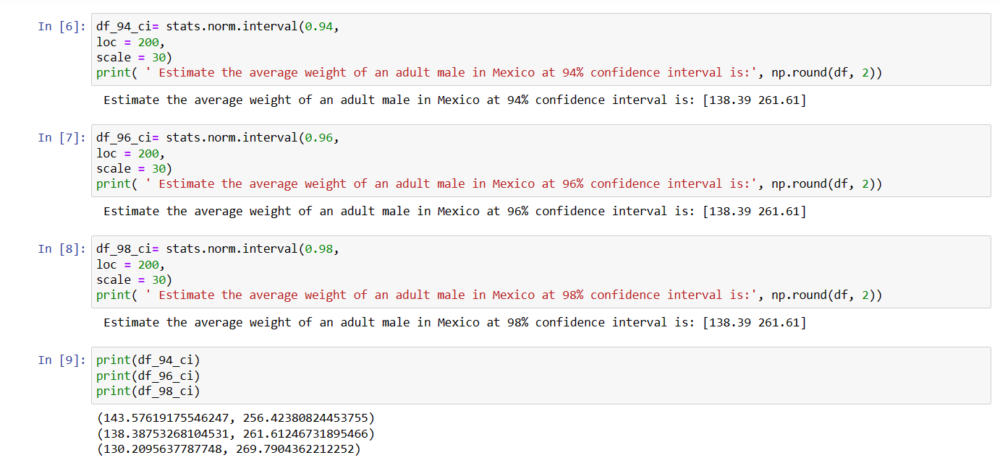 In [6]: df_94_ci= stats.norm.interval(0.94,
loc = 200,
scale = 30)
print( ' Estimate the average weight of an adult male in Mexico at 94% confidence interval is:', np.round(df, 2))
Estimate the average weight of an adult male in Mexico at 94% confidence interval is: [138.39 261.61]
In [7]: df_96_ci= stats.norm.interval(0.96,
loc = 200,
scale = 30)
print( ' Estimate the average weight of an adult male in Mexico at 96% confidence interval is:', np.round(df, 2))
Estimate the average weight of an adult male in Mexico at 96% confidence interval is: [138.39 261.61]
In [8]: df_98_ci= stats.norm.interval(0.98,
loc = 200,
scale = 30)
print( ' Estimate the average weight of an adult male in Mexico at 98% confidence interval is:', np.round(df, 2))
Estimate the average weight of an adult male in Mexico at 98% confidence interval is: [138.39 261.61]
In [9]: print(df_94_ci)
print(df_96_ci)
print(df_98_ci)
(143.57619175546247, 256.42380824453755)
(138.38753268104531, 261.61246731895466)
(130.2095637787748, 269.7904362212252)